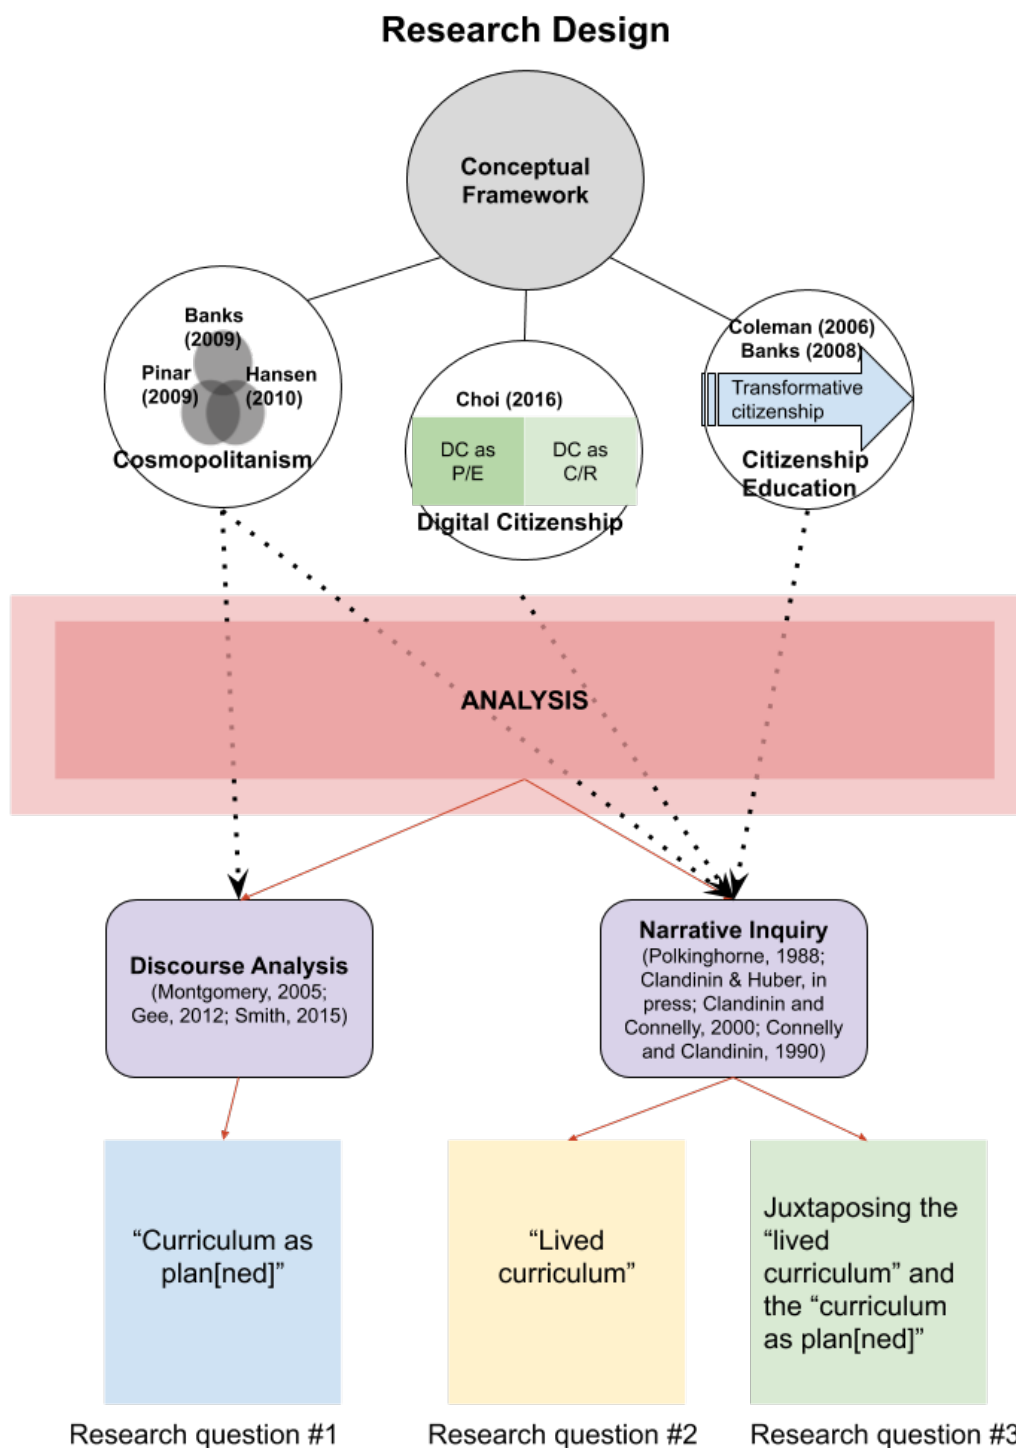 Research Design
Conceptual
Framework
Banks
(2009)
Pinar
(2009)
Hansen
(2010)
Cosmopolitanism
Choi (2016)
DC as
P/E
DC as
C/R
Digital Citizenship
Coleman (2006)
Banks (2008)
Transformative
citizenship
Citizenship
Education
ANALYSIS
Discourse Analysis
(Montgomery, 2005;
Gee, 2012; Smith, 2015)
Narrative Inquiry
(Polkinghorne, 1988;
Clandinin & Huber, in
press; Clandinin and
Connelly, 2000; Connelly
and Clandinin, 1990)
“Curriculum as
plan[ned]”
“Lived
curriculum”
Juxtaposing the
“lived
curriculum” and
the “curriculum
as plan[ned]”
Research question #1
Research question #2
Research question #3